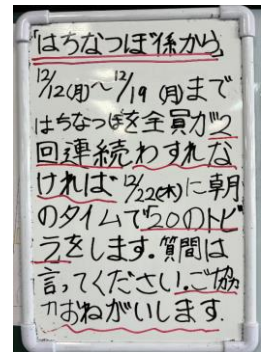 「はちなつぼ係から」
12/12(月)〜12/19(月)まで
はちなつぼを全員が2
回連続わすれな
ければ12/22(木)に朝
のタイムで"20のトビ
ラをします.質問は
言ってください.ご協
力おねがいします.